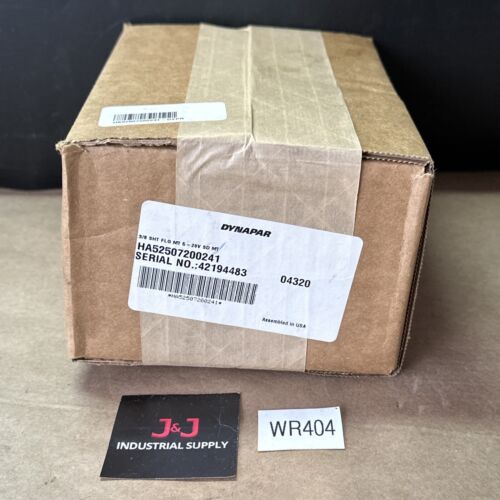 DYNAPAR
3/8 SHT FLG MT 5-26V SQ MT
HA52507200241
SERIAL NO.:42194483
04320
*HA52507200241*
Assembled in USA
J&J
INDUSTRIAL SUPPLY
WR404